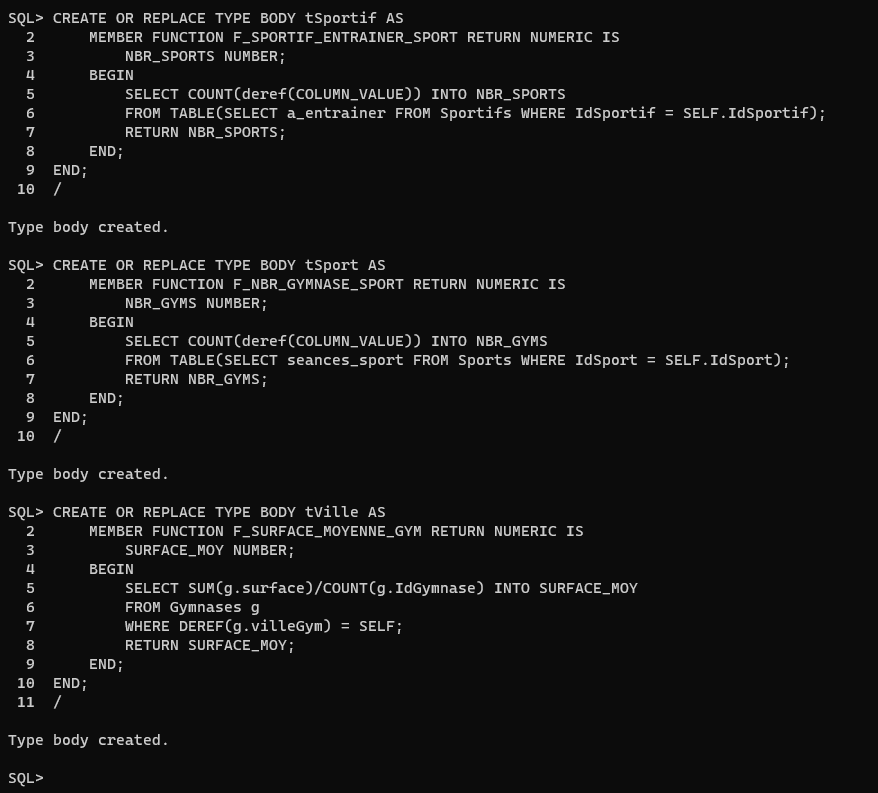 SQL> CREATE OR REPLACE TYPE BODY tSportif AS
  2      MEMBER FUNCTION F_SPORTIF_ENTRAINER_SPORT RETURN NUMERIC IS
  3          NBR_SPORTS NUMBER;
  4      BEGIN
  5          SELECT COUNT(deref(COLUMN_VALUE)) INTO NBR_SPORTS
  6          FROM TABLE(SELECT a_entrainer FROM Sportifs WHERE IdSportif = SELF.IdSportif);
  7          RETURN NBR_SPORTS;
  8      END;
  9  END;
 10  /
Type body created.
SQL> CREATE OR REPLACE TYPE BODY tSport AS
  2      MEMBER FUNCTION F_NBR_GYMNASE_SPORT RETURN NUMERIC IS
  3          NBR_GYMS NUMBER;
  4      BEGIN
  5          SELECT COUNT(deref(COLUMN_VALUE)) INTO NBR_GYMS
  6          FROM TABLE(SELECT seances_sport FROM Sports WHERE IdSport = SELF.IdSport);
  7          RETURN NBR_GYMS;
  8      END;
  9  END;
 10  /
Type body created.
SQL> CREATE OR REPLACE TYPE BODY tVille AS
  2      MEMBER FUNCTION F_SURFACE_MOYENNE_GYM RETURN NUMERIC IS
  3          SURFACE_MOY NUMBER;
  4      BEGIN
  5          SELECT SUM(g.surface)/COUNT(g.IdGymnase) INTO SURFACE_MOY
  6          FROM Gymnases g
  7          WHERE DEREF(g.villeGym) = SELF;
  8          RETURN SURFACE_MOY;
  9      END;
 10  END;
 11  /
Type body created.
SQL>